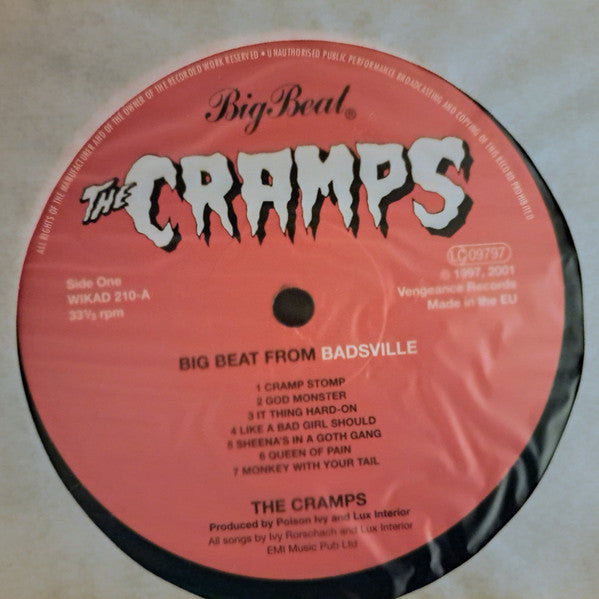 ALL RIGHTS OF THE MANUFACTURER AND OF THE OWNER OF THE RECORDED WORK RESERVED • UNAUTHORISED PUBLIC PERFORMANCE BROADCASTING AND COPYING OF THIS RECORD PROHIBITED
Big Beat®
THE CRAMPS
LC 09797
Side One
WIKAD 210-A
33⅓ rpm
© 1997, 2001
Vengeance Records
Made in the EU
BIG BEAT FROM BADSVILLE
1 CRAMP STOMP
2 GOD MONSTER
3 IT THING HARD-ON
4 LIKE A BAD GIRL SHOULD
5 SHEENA'S IN A GOTH GANG
6 QUEEN OF PAIN
7 MONKEY WITH YOUR TAIL
THE CRAMPS
Produced by Poison Ivy and Lux Interior
All songs by Ivy Rorschach and Lux Interior
EMI Music Pub Ltd